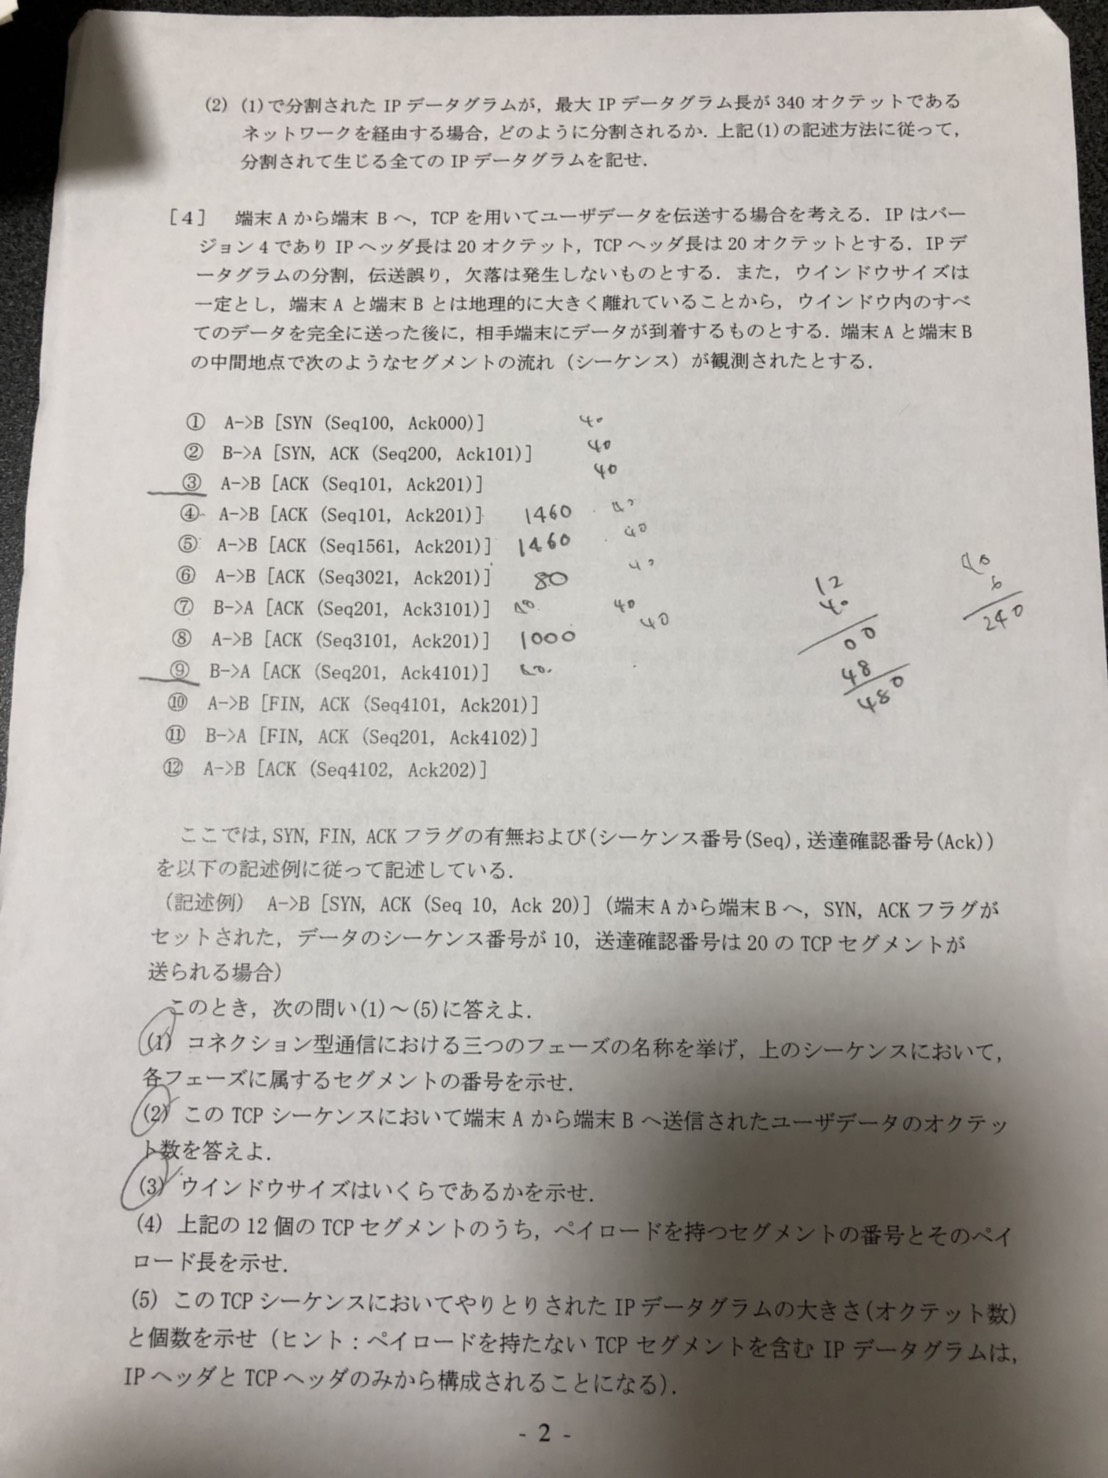 (2) (1)で分割された IP データグラムが，最大 IP データグラム長が 340 オクテットである
ネットワークを経由する場合，どのように分割されるか．上記(1)の記述方法に従って，
分割されて生じる全ての IP データグラムを記せ．
［4］ 端末 A から端末 B へ，TCP を用いてユーザデータを伝送する場合を考える．IP はバー
ジョン 4 であり IP ヘッダ長は 20 オクテット，TCP ヘッダ長は 20 オクテットとする．IP デ
ータグラムの分割，伝送誤り，欠落は発生しないものとする．また，ウインドウサイズは
一定とし，端末 A と端末 B とは地理的に大きく離れていることから，ウインドウ内のすべ
てのデータを完全に送った後に，相手端末にデータが到着するものとする．端末 A と端末 B
の中間地点で次のようなセグメントの流れ（シーケンス）が観測されたとする．
① A->B [SYN (Seq100, Ack000)] 40
② B->A [SYN, ACK (Seq200, Ack101)] 40
③ A->B [ACK (Seq101, Ack201)] 40
④ A->B [ACK (Seq101, Ack201)] 1460 40
⑤ A->B [ACK (Seq1561, Ack201)] 1460 40
⑥ A->B [ACK (Seq3021, Ack201)] 80 40
⑦ B->A [ACK (Seq201, Ack3101)] 40
⑧ A->B [ACK (Seq3101, Ack201)] 1000 40
⑨ B->A [ACK (Seq201, Ack4101)]
⑩ A->B [FIN, ACK (Seq4101, Ack201)]
⑪ B->A [FIN, ACK (Seq201, Ack4102)]
⑫ A->B [ACK (Seq4102, Ack202)]
12
40
00
48
480
240
ここでは，SYN, FIN, ACK フラグの有無および(シーケンス番号(Seq)，送達確認番号(Ack))
を以下の記述例に従って記述している．
（記述例） A->B [SYN, ACK (Seq 10, Ack 20)]（端末 A から端末 B へ，SYN, ACK フラグが
セットされた，データのシーケンス番号が 10，送達確認番号は 20 の TCP セグメントが
送られる場合）
このとき，次の問い(1)～(5)に答えよ．
(1) コネクション型通信における三つのフェーズの名称を挙げ，上のシーケンスにおいて，
各フェーズに属するセグメントの番号を示せ．
(2) この TCP シーケンスにおいて端末 A から端末 B へ送信されたユーザデータのオクテッ
ト数を答えよ．
(3) ウインドウサイズはいくらであるかを示せ．
(4) 上記の 12 個の TCP セグメントのうち，ペイロードを持つセグメントの番号とそのペイ
ロード長を示せ．
(5) この TCP シーケンスにおいてやりとりされた IP データグラムの大きさ(オクテット数)
と個数を示せ（ヒント：ペイロードを持たない TCP セグメントを含む IP データグラムは，
IP ヘッダと TCP ヘッダのみから構成されることになる）．
- 2 -